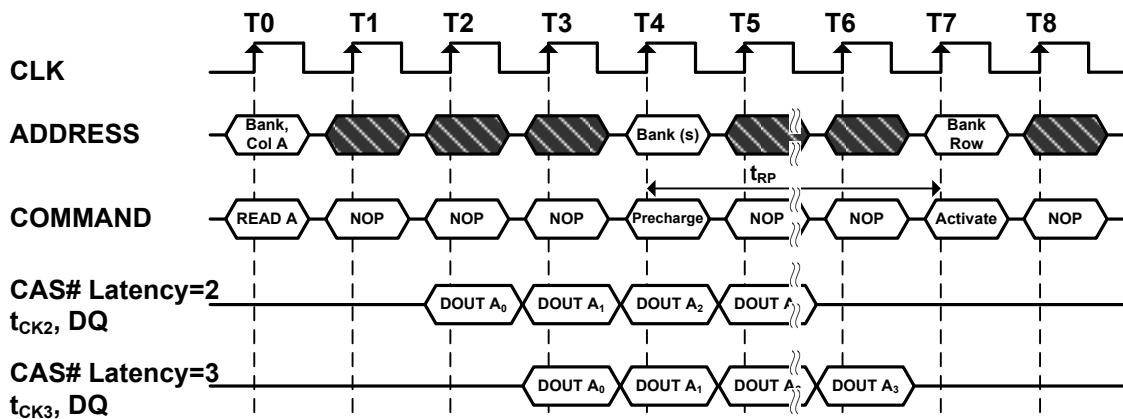 T0 T1 T2 T3 T4 T5 T6 T7 T8
CLK
ADDRESS
Bank, Col A
Bank (s)
Bank Row
tRP
COMMAND
READ A NOP NOP NOP Precharge NOP NOP Activate NOP
CAS# Latency=2
tCK2, DQ
DOUT A0 DOUT A1 DOUT A2 DOUT A
CAS# Latency=3
tCK3, DQ
DOUT A0 DOUT A1 DOUT A DOUT A3